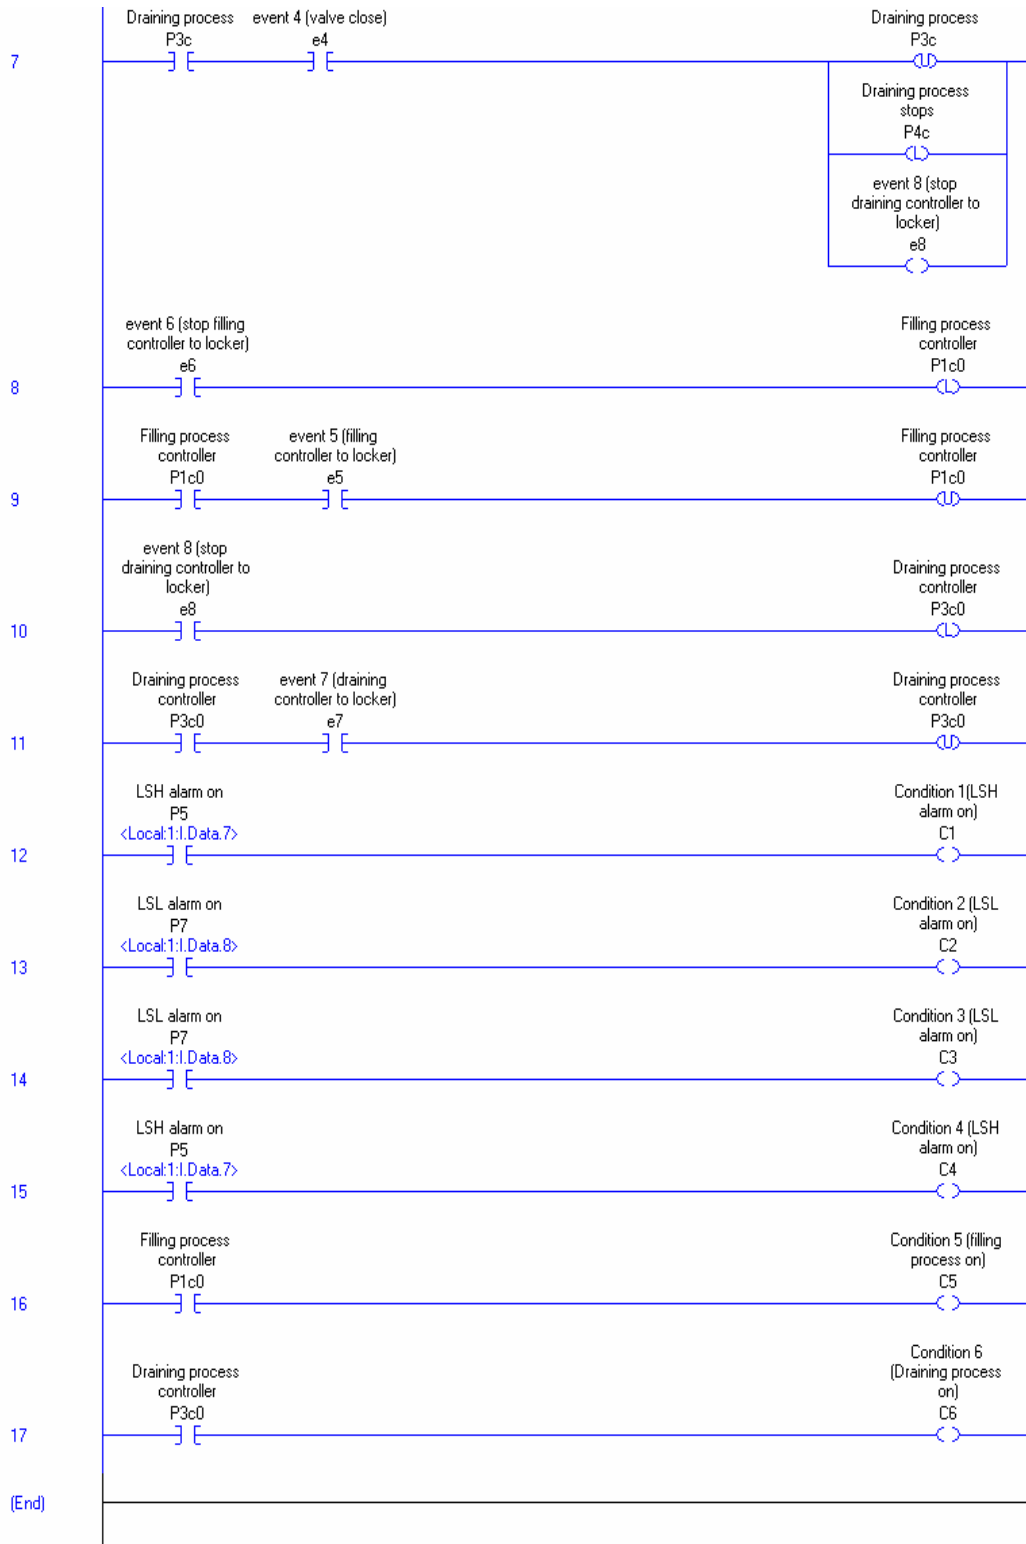 Draining process event 4 (valve close) Draining process
P3c e4 P3c
7
U
Draining process
stops
P4c
L
event 8 (stop
draining controller to
locker)
e8
event 6 (stop filling Filling process
controller to locker) controller
e6 P1c0
8 L
Filling process event 5 (filling Filling process
controller controller to locker) controller
P1c0 e5 P1c0
9 U
event 8 (stop
draining controller to Draining process
locker) controller
e8 P3c0
10 L
Draining process event 7 (draining Draining process
controller controller to locker) controller
P3c0 e7 P3c0
11 U
LSH alarm on Condition 1(LSH
P5 alarm on)
<Local:1:I.Data.7> C1
12
LSL alarm on Condition 2 (LSL
P7 alarm on)
<Local:1:I.Data.8> C2
13
LSL alarm on Condition 3 (LSL
P7 alarm on)
<Local:1:I.Data.8> C3
14
LSH alarm on Condition 4 (LSH
P5 alarm on)
<Local:1:I.Data.7> C4
15
Filling process Condition 5 (filling
controller process on)
P1c0 C5
16
Condition 6
Draining process (Draining process
controller on)
P3c0 C6
17
(End)